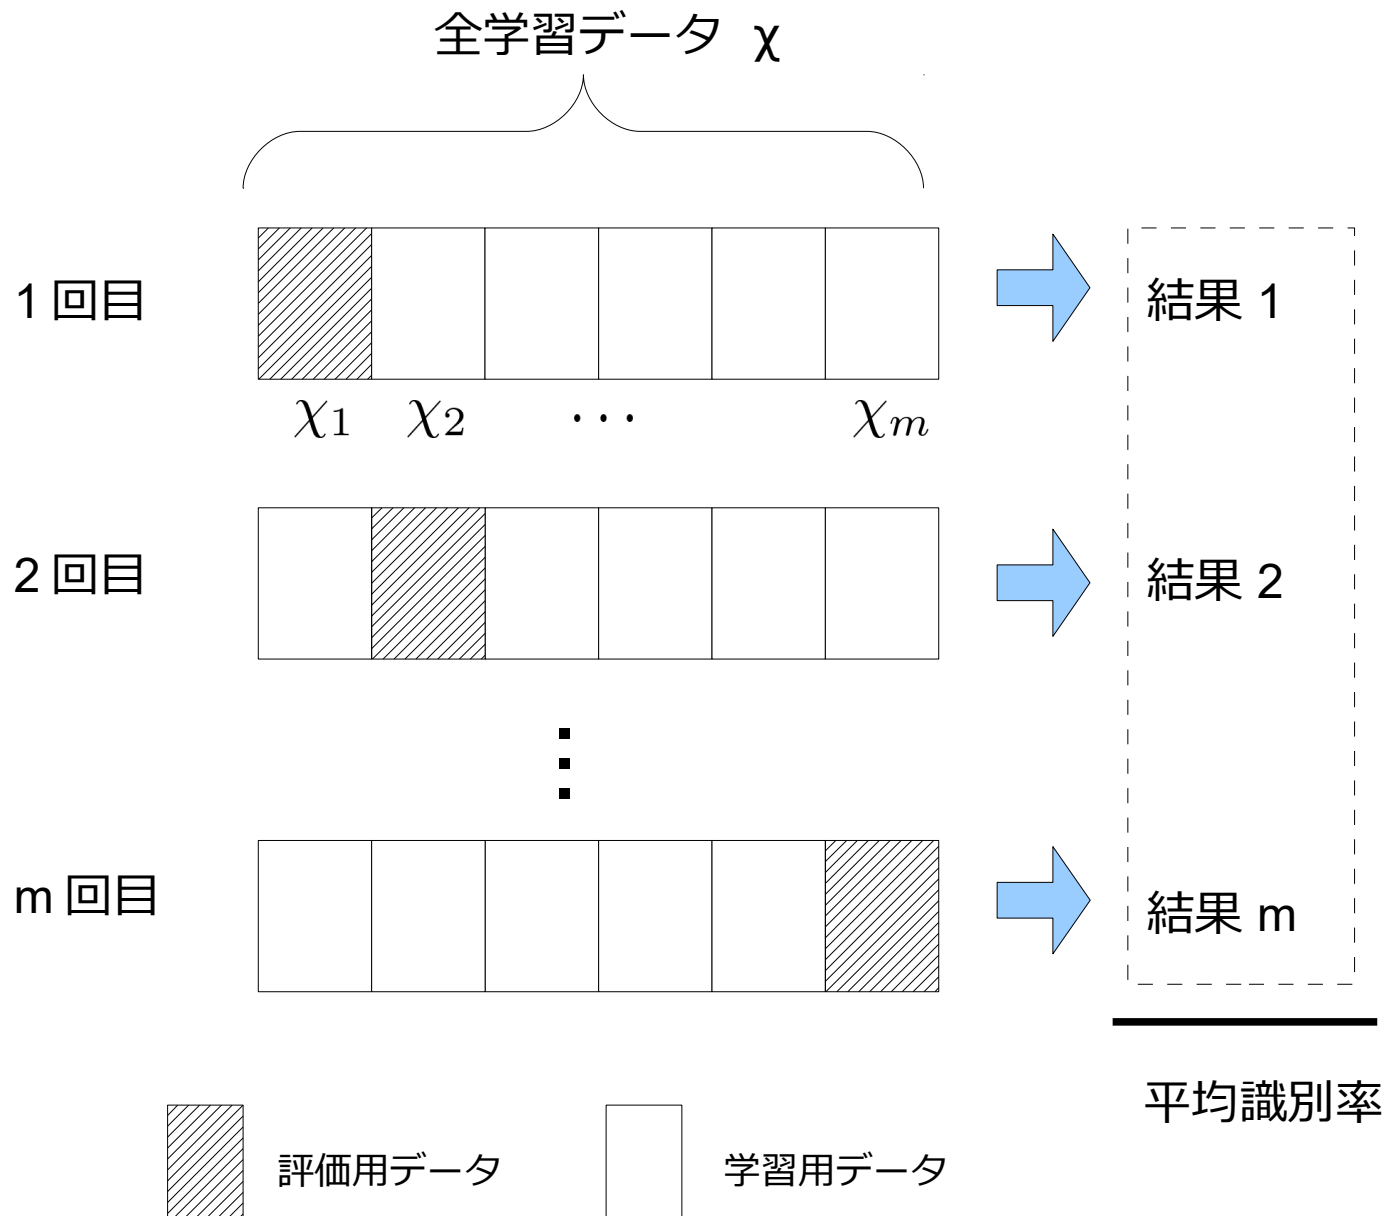 全学習データ χ
1 回目
結果 1
χ₁ χ₂ ⋯ χₘ
2 回目
結果 2
m 回目
結果 m
平均識別率
評価用データ
学習用データ